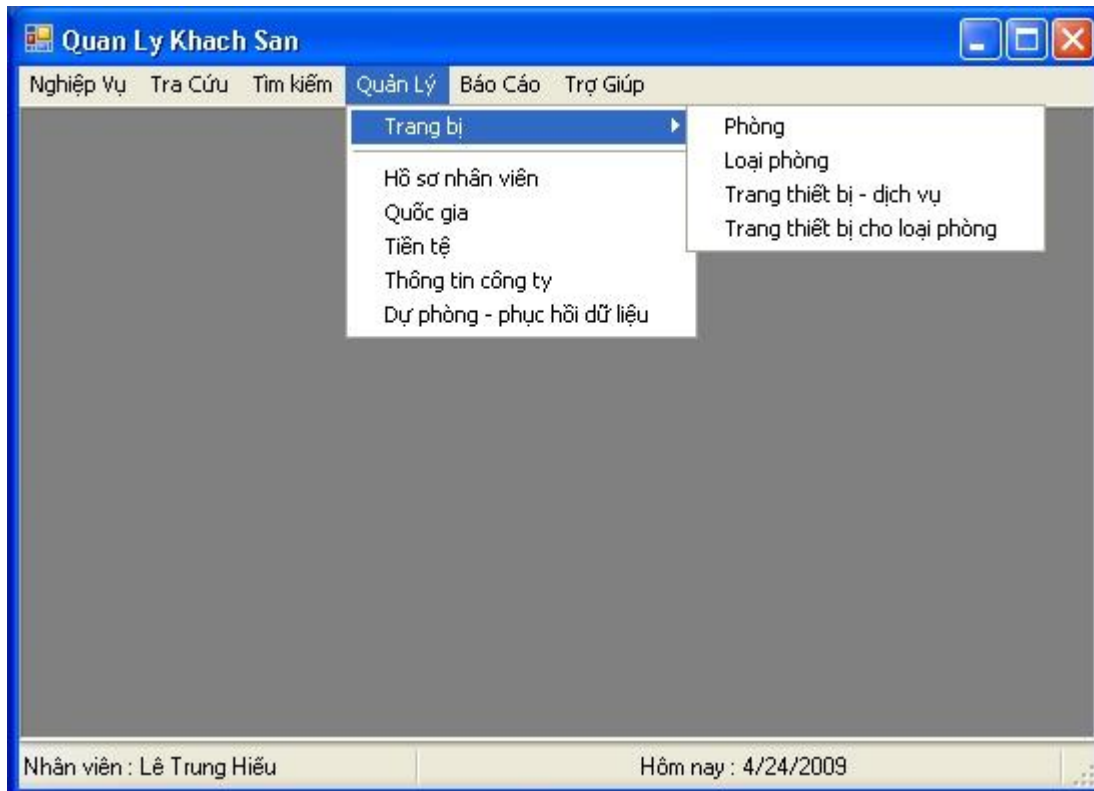 Quan Ly Khach San
Nghiệp Vụ Tra Cứu Tìm kiếm Quản Lý Báo Cáo Trợ Giúp
Trang bị
Hồ sơ nhân viên
Quốc gia
Tiền tệ
Thông tin công ty
Dự phòng - phục hồi dữ liệu
Phòng
Loại phòng
Trang thiết bị - dịch vụ
Trang thiết bị cho loại phòng
Nhân viên : Lê Trung Hiếu
Hôm nay : 4/24/2009